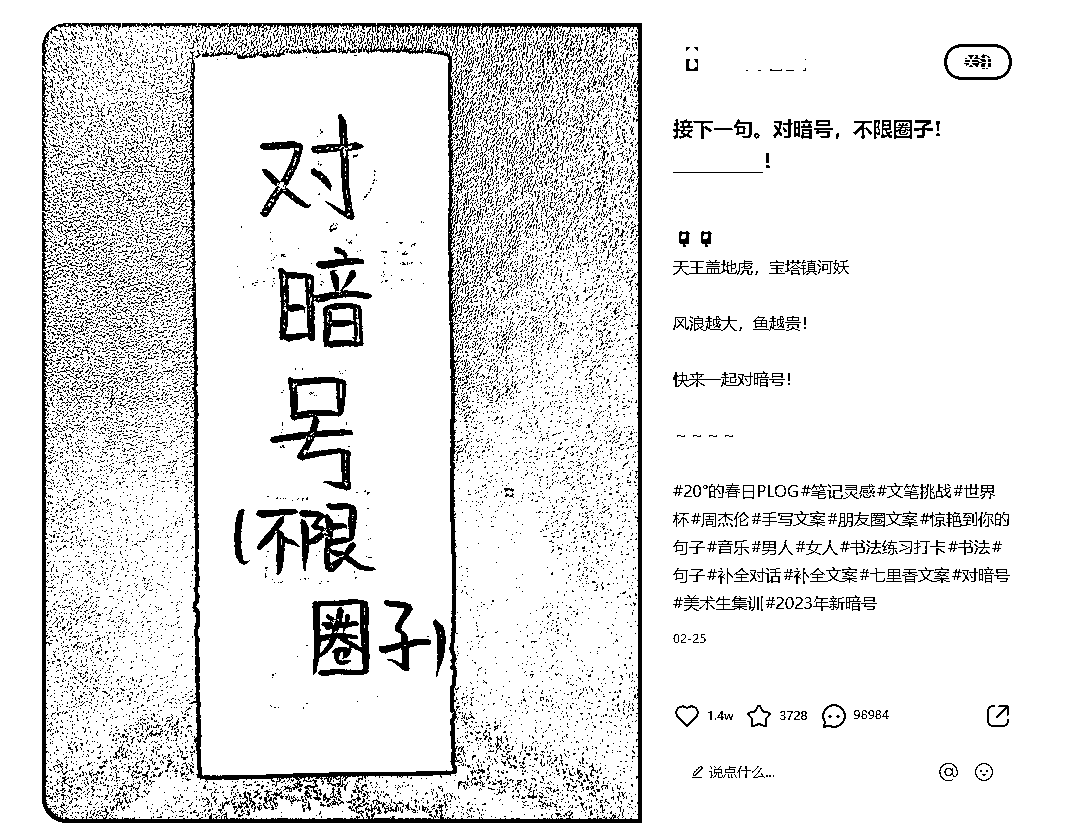 对
暗
号
(不限
圈子)
接下一句。对暗号，不限圈子!
_________!
天王盖地虎，宝塔镇河妖
风浪越大，鱼越贵!
快来一起对暗号!
~ ~ ~ ~
#20°的春日PLOG#笔记灵感#文笔挑战#世界
杯#周杰伦#手写文案#朋友圈文案#惊艳到你的
句子#音乐#男人#女人#书法练习打卡#书法#
句子#补全对话#补全文案#七里香文案#对暗号
#美术生集训#2023年新暗号
02-25
1.4w 3728 96984
说点什么...